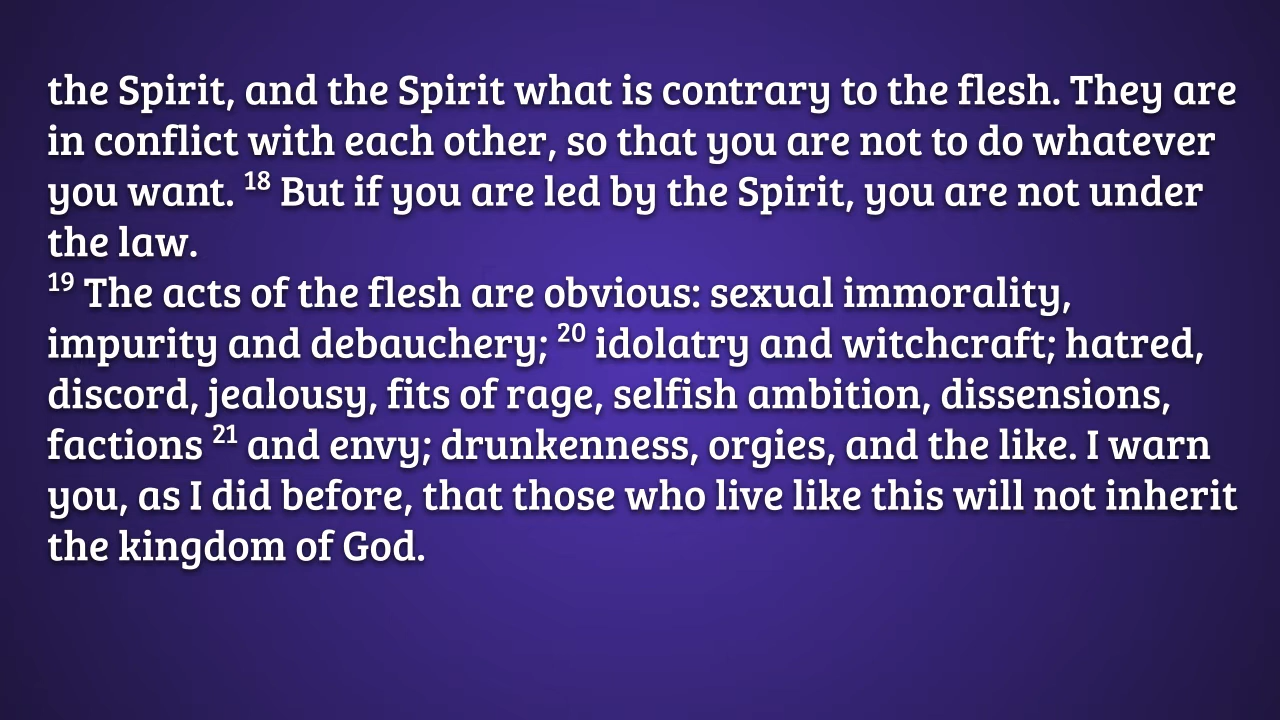 the Spirit, and the Spirit what is contrary to the flesh. They are
in conflict with each other, so that you are not to do whatever
you want. 18 But if you are led by the Spirit, you are not under
the law.
19 The acts of the flesh are obvious: sexual immorality,
impurity and debauchery; 20 idolatry and witchcraft; hatred,
discord, jealousy, fits of rage, selfish ambition, dissensions,
factions 21 and envy; drunkenness, orgies, and the like. I warn
you, as I did before, that those who live like this will not inherit
the kingdom of God.